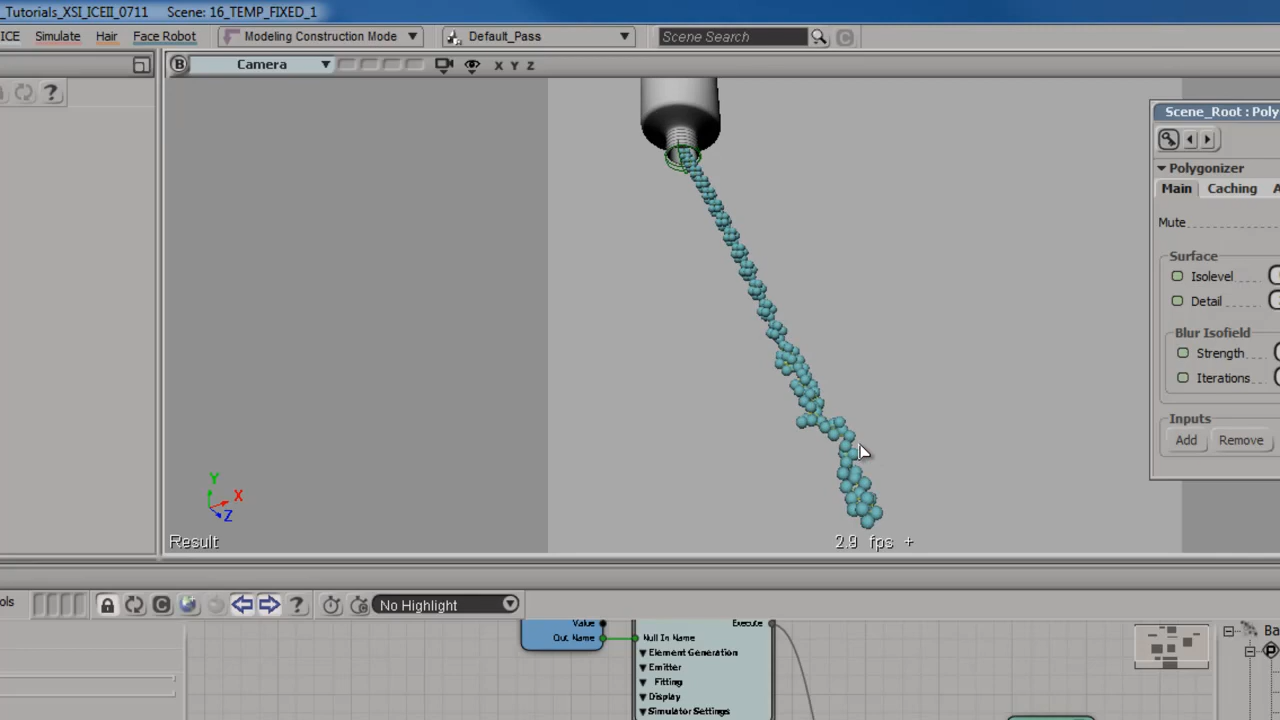 _Tutorials_XSI_ICEII_0711 Scene: 16_TEMP_FIXED_1
ICE Simulate Hair Face Robot Modeling Construction Mode Default_Pass Scene Search
B Camera X Y Z
Scene_Root : Poly
Polygonizer
Main Caching A
Mute
Surface
Isolevel
Detail
Blur Isofield
Strength
Iterations
Inputs
Add Remove
Y
X
Z
Result 2.9 fps +
ols No Highlight
Value
Out Name
Execute
Null In Name
Element Generation
Emitter
Fitting
Display
Simulator Settings
Ba